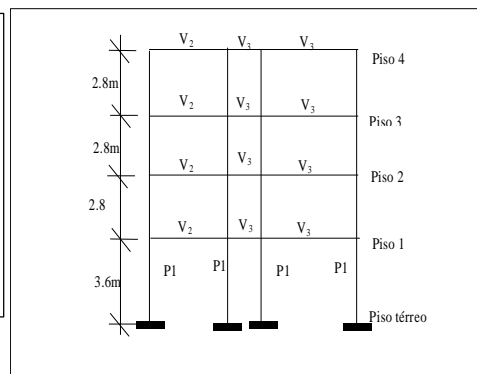 V2 V3 V3
Piso 4
2.8m
V2 V3 V3
Piso 3
2.8m
V3
V2 V3
Piso 2
2.8
V2 V3 V3
Piso 1
P1 P1 P1 P1
3.6m
Piso térreo